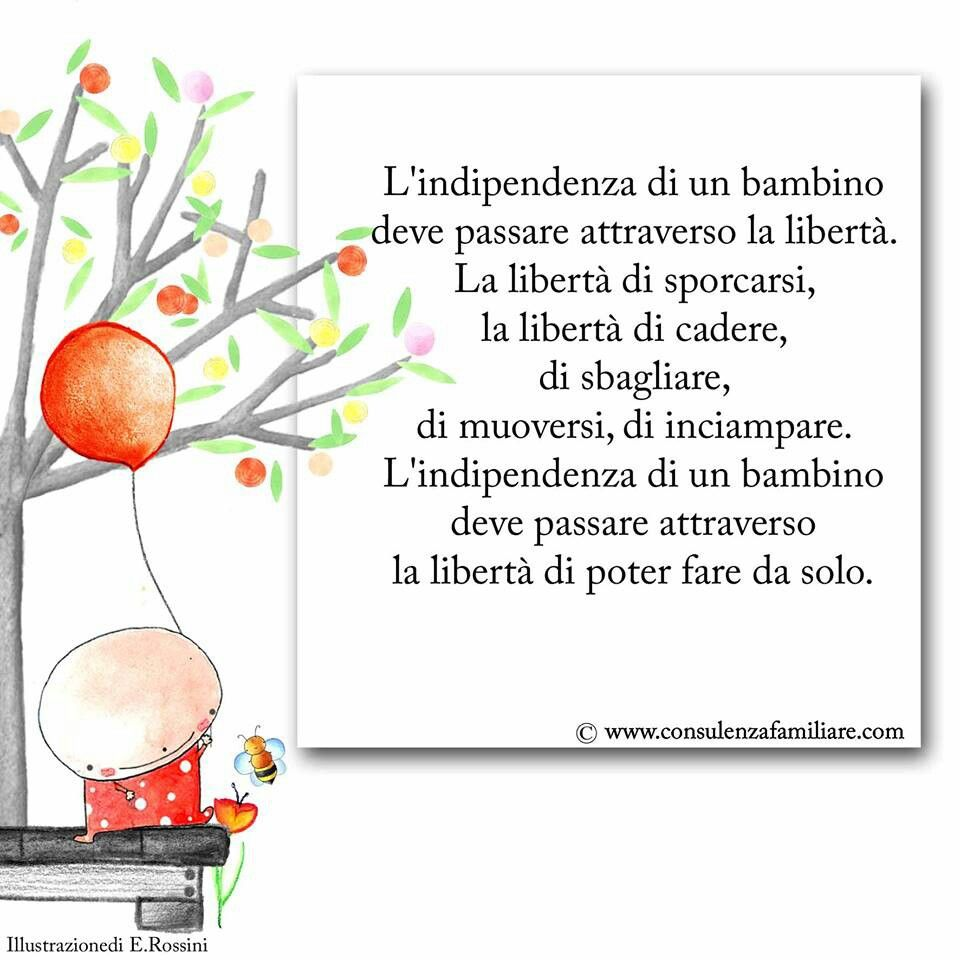 L'indipendenza di un bambino
deve passare attraverso la libertà.
La libertà di sporcarsi,
la libertà di cadere,
di sbagliare,
di muoversi, di inciampare.
L'indipendenza di un bambino
deve passare attraverso
la libertà di poter fare da solo.
© www.consulenzafamiliare.com
Illustrazionedi E.Rossini